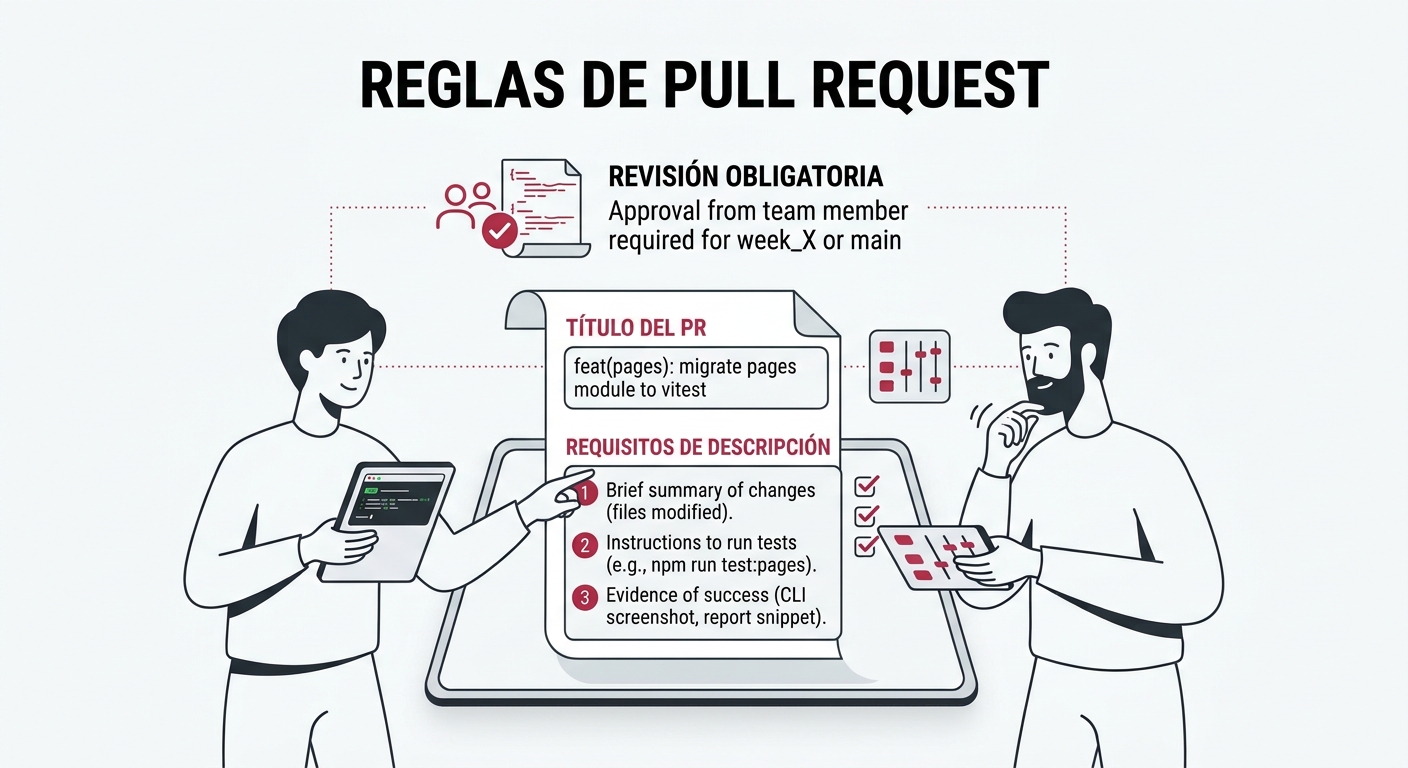 REGLAS DE PULL REQUEST
REVISIÓN OBLIGATORIA
Approval from team member
required for week_X or main
TÍTULO DEL PR
feat(pages): migrate pages
module to vitest
REQUISITOS DE DESCRIPCIÓN
1 Brief summary of changes
(files modified).
2 Instructions to run tests
(e.g., npm run test:pages).
3 Evidence of success (CLI
screenshot, report snippet).